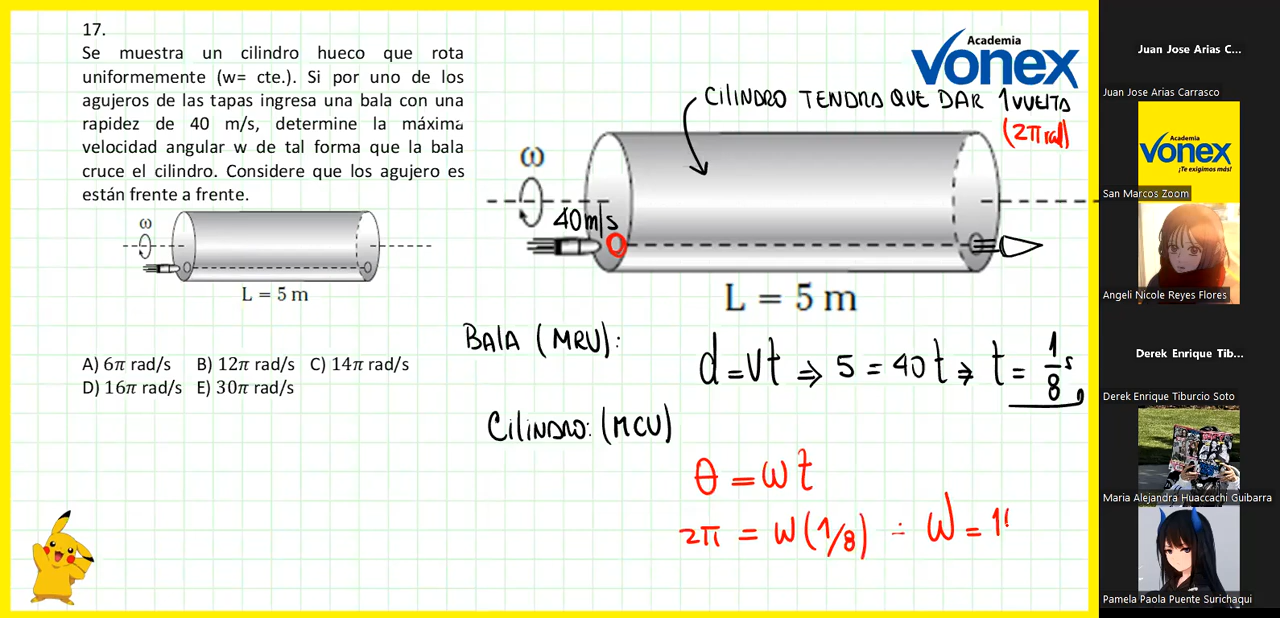 17.
Se muestra un cilindro hueco que rota
uniformemente (w= cte.). Si por uno de los
agujeros de las tapas ingresa una bala con una
rapidez de 40 m/s, determine la máxima
velocidad angular w de tal forma que la bala
cruce el cilindro. Considere que los agujero es
están frente a frente.
ω
L = 5 m
A) 6π rad/s B) 12π rad/s C) 14π rad/s
D) 16π rad/s E) 30π rad/s
Academia
Vonex
CILINDRO TENDRA QUE DAR 1 VUELTA
(2π rad)
ω
40m/s
L = 5 m
BALA (MRU):
d = vt ⇒ 5 = 40t ⇒ t = 1/8 s
CILINDRO: (MCU)
θ = ωt
2π = W(1/8) ∴ W = 1
Juan Jose Arias C...
Juan Jose Arias Carrasco
Academia
Vonex
¡Te exigimos más!
San Marcos Zoom
Angeli Nicole Reyes Flores
Derek Enrique Tib...
Derek Enrique Tiburcio Soto
Maria Alejandra Huaccachi Guibarra
Pamela Paola Puente Surichaqui